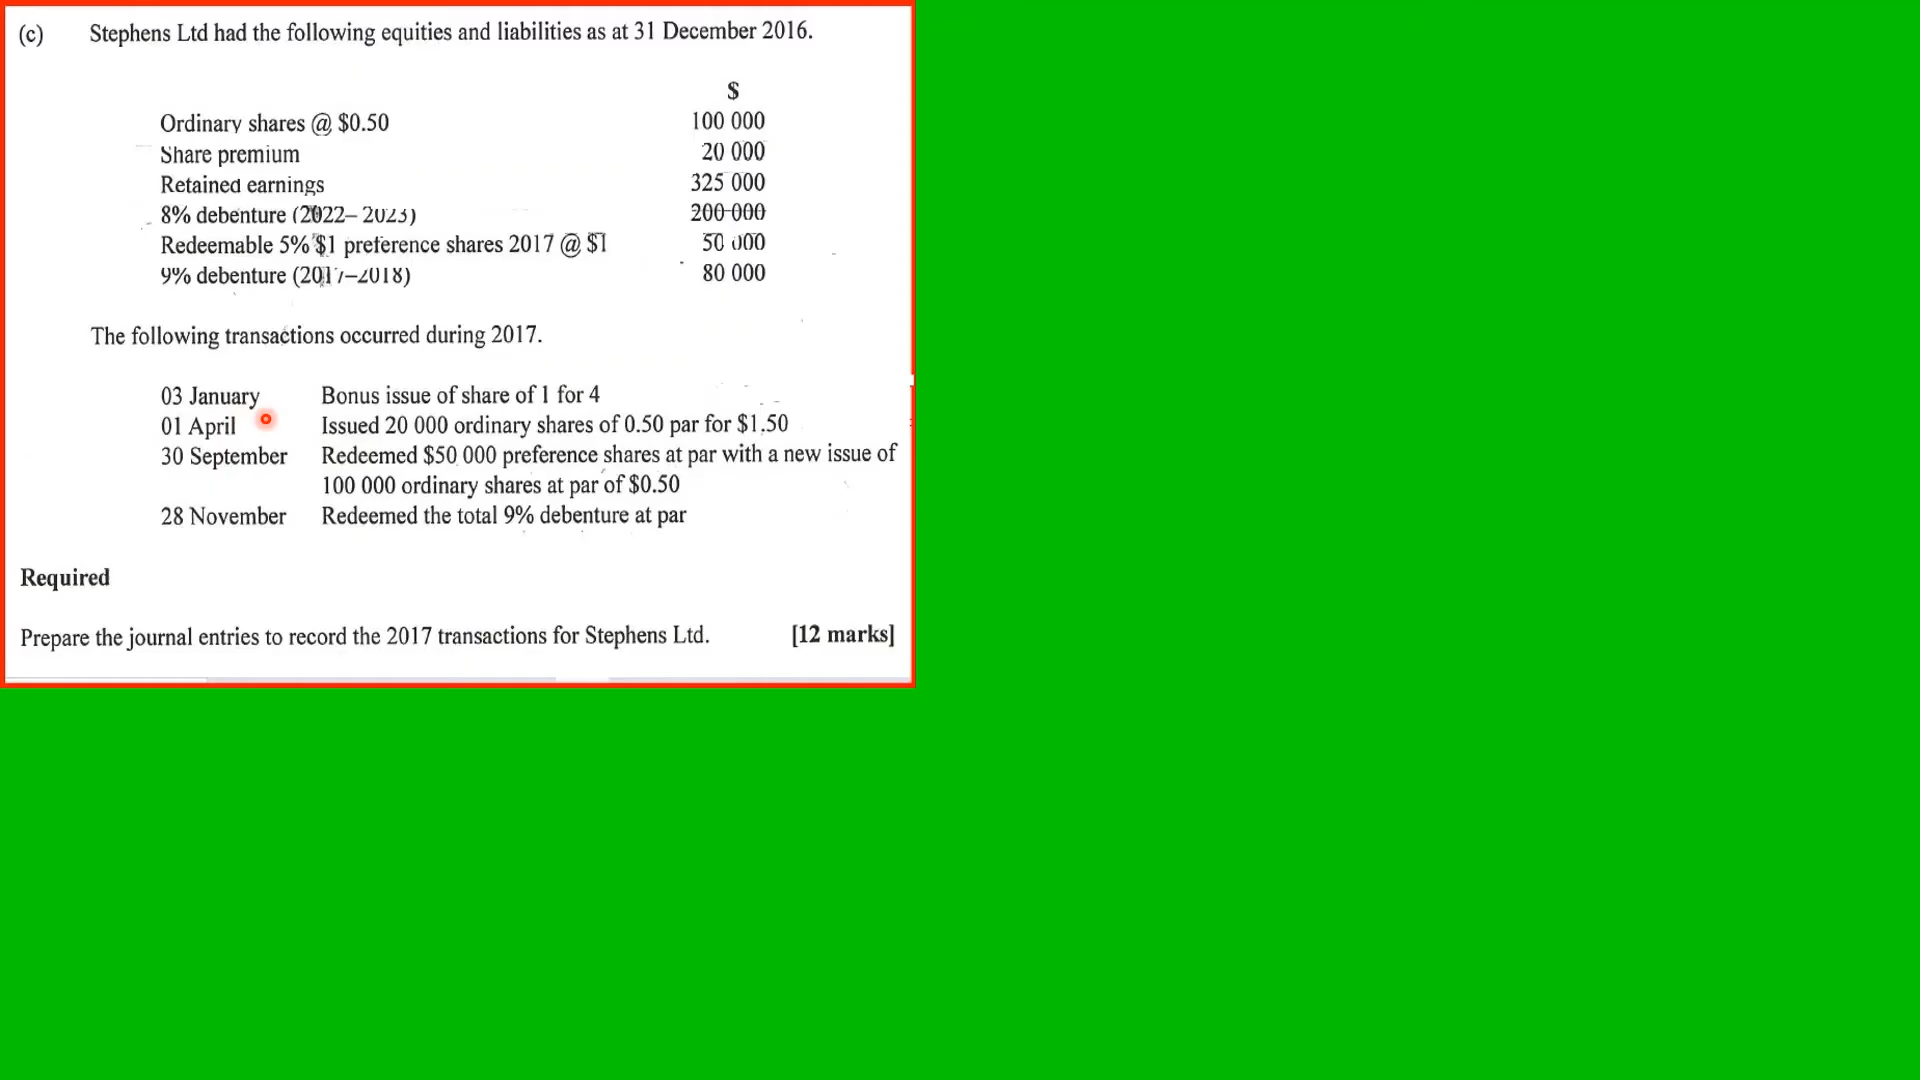 (c) Stephens Ltd had the following equities and liabilities as at 31 December 2016.
$
Ordinary shares @ $0.50 100 000
Share premium 20 000
Retained earnings 325 000
8% debenture (2022– 2023) 200 000
Redeemable 5% $1 preference shares 2017 @ $1 50 000
9% debenture (2017–2018) 80 000
The following transactions occurred during 2017.
03 January Bonus issue of share of 1 for 4
01 April Issued 20 000 ordinary shares of 0.50 par for $1.50
30 September Redeemed $50 000 preference shares at par with a new issue of
100 000 ordinary shares at par of $0.50
28 November Redeemed the total 9% debenture at par
Required
Prepare the journal entries to record the 2017 transactions for Stephens Ltd. [12 marks]